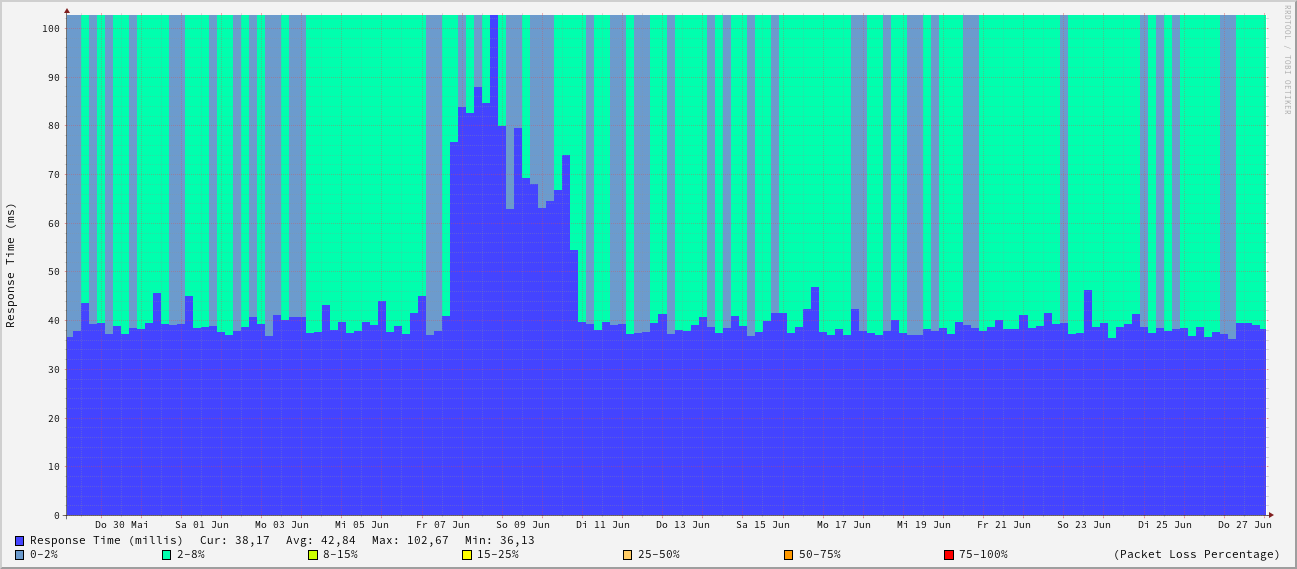 RRDTOOL / TOBI OETIKER
Response Time (ms)
100
90
80
70
60
50
40
30
20
10
0
Do 30 Mai Sa 01 Jun Mo 03 Jun Mi 05 Jun Fr 07 Jun So 09 Jun Di 11 Jun Do 13 Jun Sa 15 Jun Mo 17 Jun Mi 19 Jun Fr 21 Jun So 23 Jun Di 25 Jun Do 27 Jun
Response Time (millis) Cur: 38,17 Avg: 42,84 Max: 102,67 Min: 36,13
0-2% 2-8% 8-15% 15-25% 25-50% 50-75% 75-100% (Packet Loss Percentage)